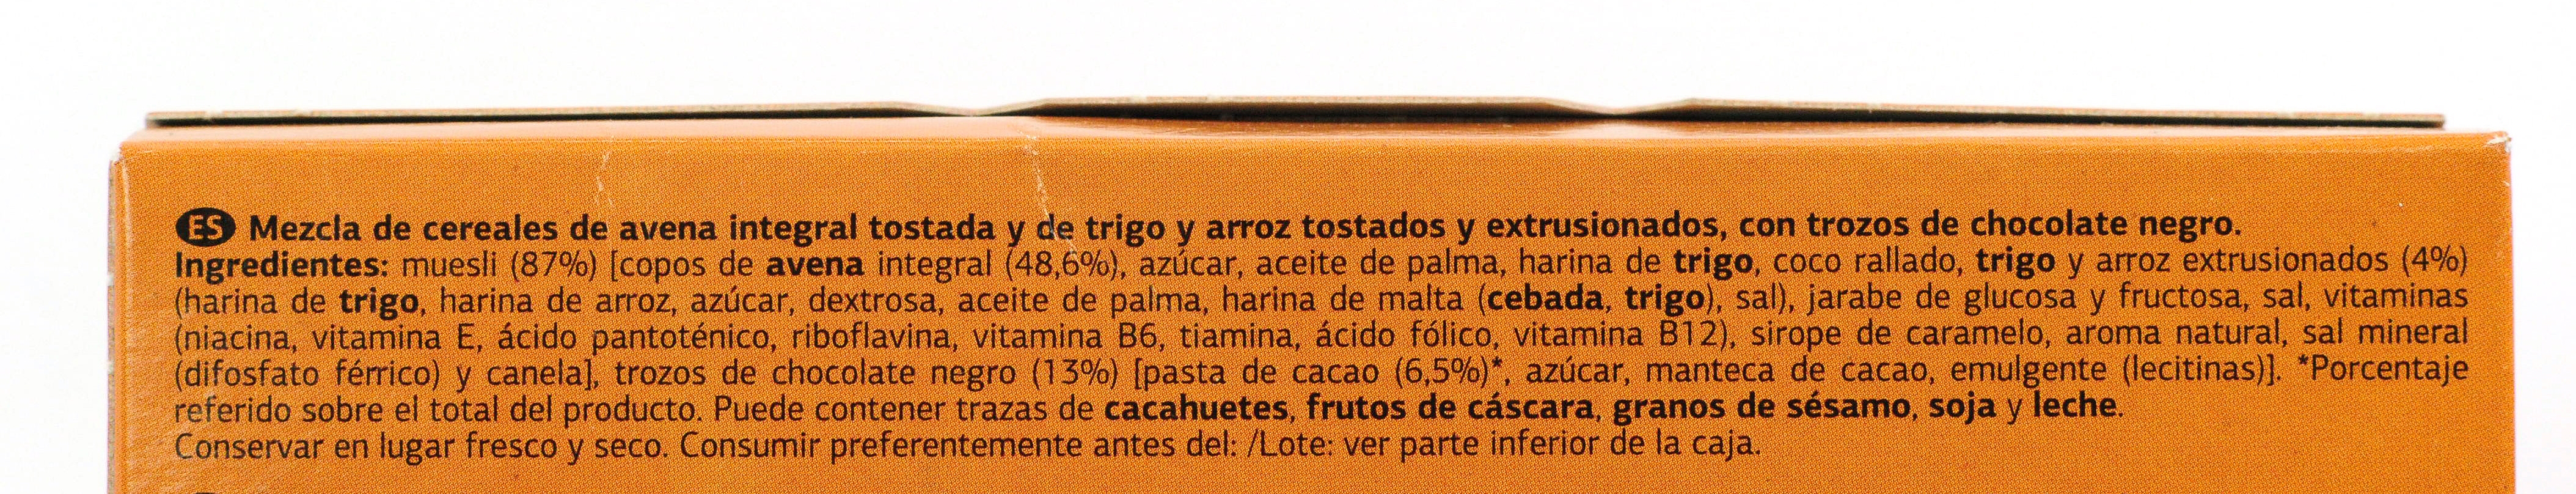 ES Mezcla de cereales de avena integral tostada y de trigo y arroz tostados y extrusionados, con trozos de chocolate negro.
Ingredientes: muesli (87%) [copos de avena integral (48,6%), azúcar, aceite de palma, harina de trigo, coco rallado, trigo y arroz extrusionados (4%)
(harina de trigo, harina de arroz, azúcar, dextrosa, aceite de palma, harina de malta (cebada, trigo), sal), jarabe de glucosa y fructosa, sal, vitaminas
(niacina, vitamina E, ácido pantoténico, riboflavina, vitamina B6, tiamina, ácido fólico, vitamina B12), sirope de caramelo, aroma natural, sal mineral
(difosfato férrico) y canela], trozos de chocolate negro (13%) [pasta de cacao (6,5%)*, azúcar, manteca de cacao, emulgente (lecitinas)]. *Porcentaje
referido sobre el total del producto. Puede contener trazas de cacahuetes, frutos de cáscara, granos de sésamo, soja y leche.
Conservar en lugar fresco y seco. Consumir preferentemente antes del: /Lote: ver parte inferior de la caja.